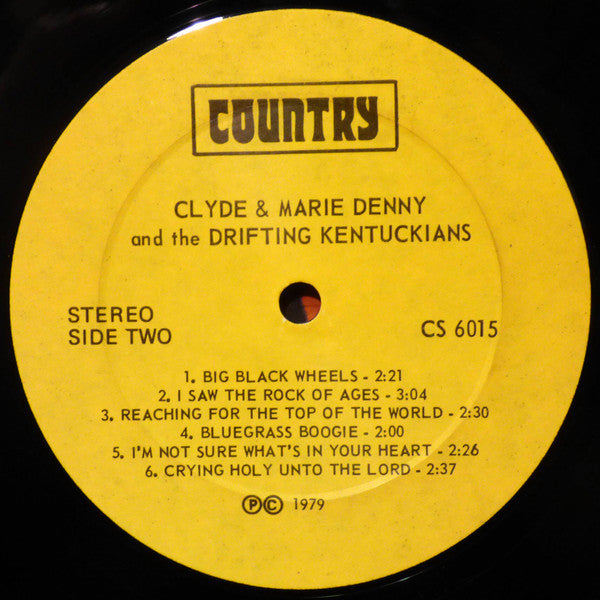 COUNTRY
CLYDE & MARIE DENNY
and the DRIFTING KENTUCKIANS
STEREO
SIDE TWO
CS 6015
1. BIG BLACK WHEELS - 2:21
2. I SAW THE ROCK OF AGES - 3:04
3. REACHING FOR THE TOP OF THE WORLD - 2:30
4. BLUEGRASS BOOGIE - 2:00
5. I'M NOT SURE WHAT'S IN YOUR HEART - 2:26
6. CRYING HOLY UNTO THE LORD - 2:37
℗© 1979